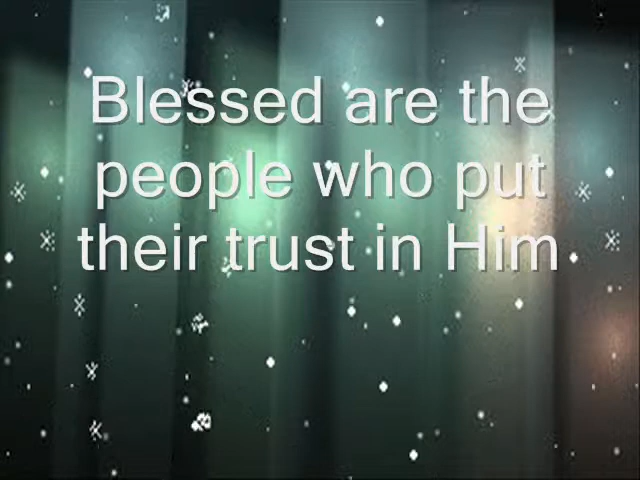 Blessed are the
people who put
their trust in Him